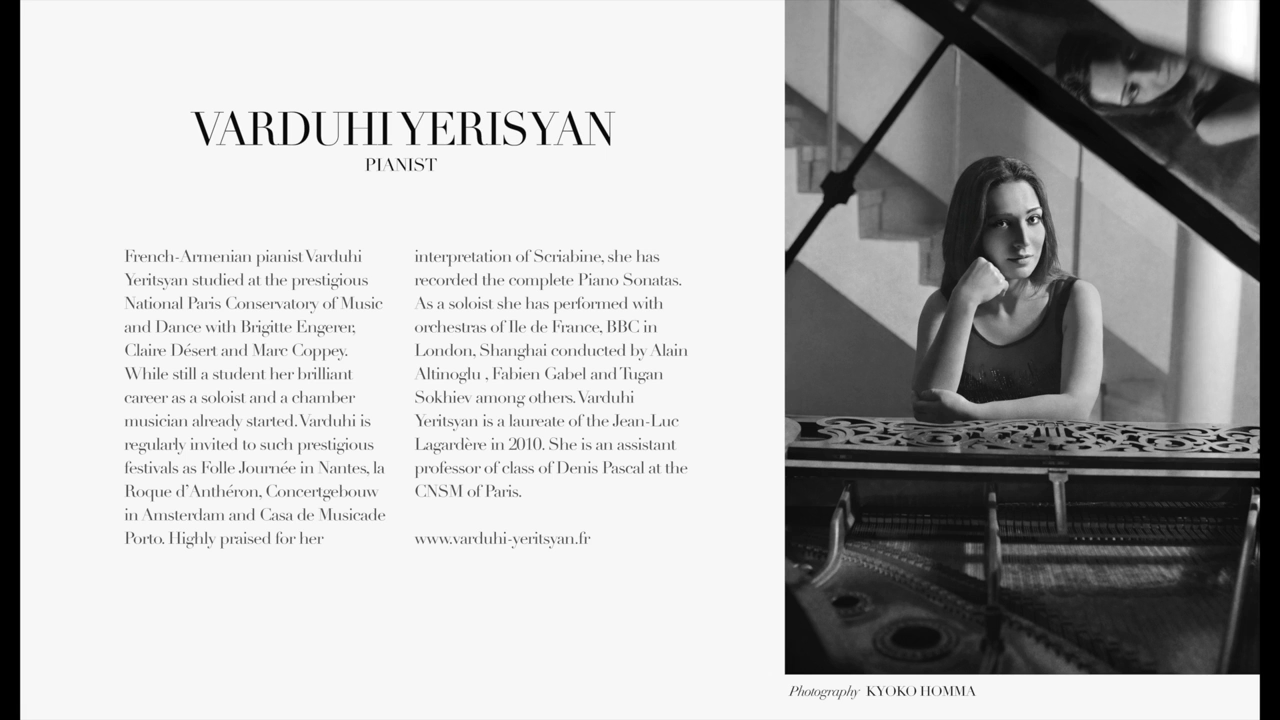 VARDUHI YERISYAN
PIANIST
French-Armenian pianist Varduhi
Yeritsyan studied at the prestigious
National Paris Conservatory of Music
and Dance with Brigitte Engerer,
Claire Désert and Marc Coppey.
While still a student her brilliant
career as a soloist and a chamber
musician already started. Varduhi is
regularly invited to such prestigious
festivals as Folle Journée in Nantes, la
Roque d'Anthéron, Concertgebouw
in Amsterdam and Casa de Musicade
Porto. Highly praised for her
interpretation of Scriabine, she has
recorded the complete Piano Sonatas.
As a soloist she has performed with
orchestras of Ile de France, BBC in
London, Shanghai conducted by Alain
Altinoglu , Fabien Gabel and Tugan
Sokhiev among others. Varduhi
Yeritsyan is a laureate of the Jean-Luc
Lagardère in 2010. She is an assistant
professor of class of Denis Pascal at the
CNSM of Paris.
www.varduhi-yeritsyan.fr
Photography KYOKO HOMMA